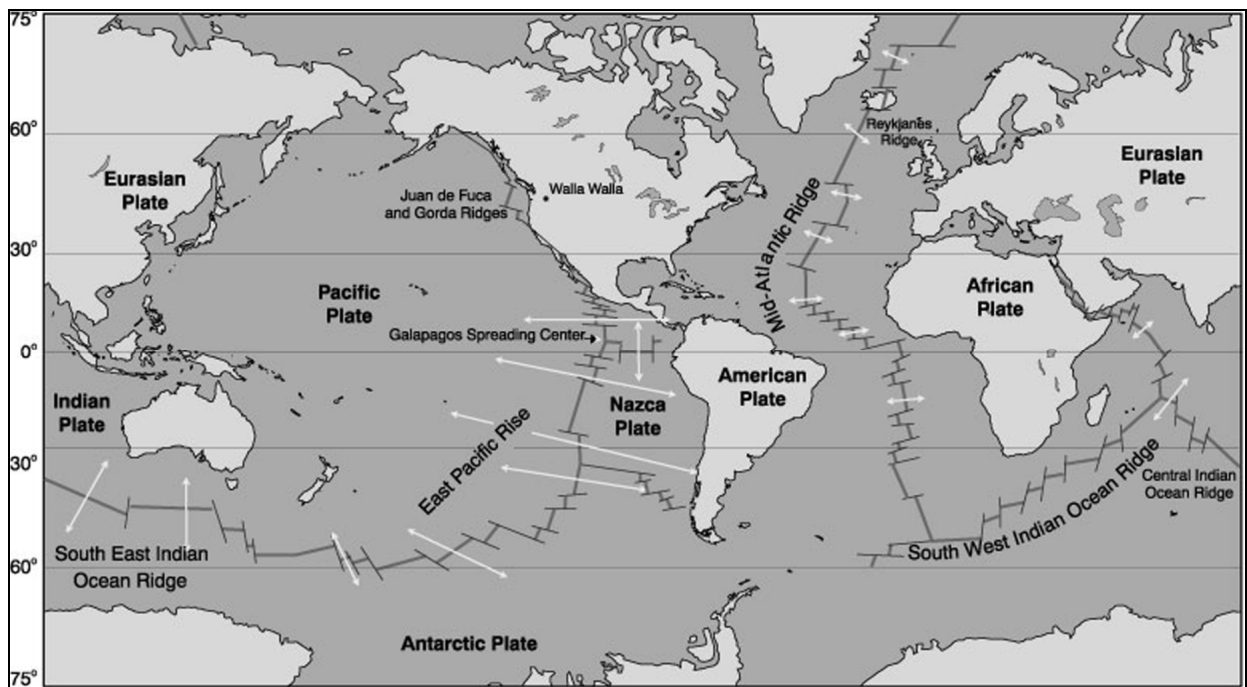 75°
60°
30°
0°
30°
60°
75°
Eurasian
Plate
Juan de Fuca
and Gorda Ridges
Walla Walla
Reykjanes
Ridge
Eurasian
Plate
Mid-Atlantic Ridge
Pacific
Plate
African
Plate
Galapagos Spreading Center
Indian
Plate
Nazca
Plate
American
Plate
East Pacific Rise
South East Indian
Ocean Ridge
South West Indian Ocean Ridge
Central Indian
Ocean Ridge
Antarctic Plate